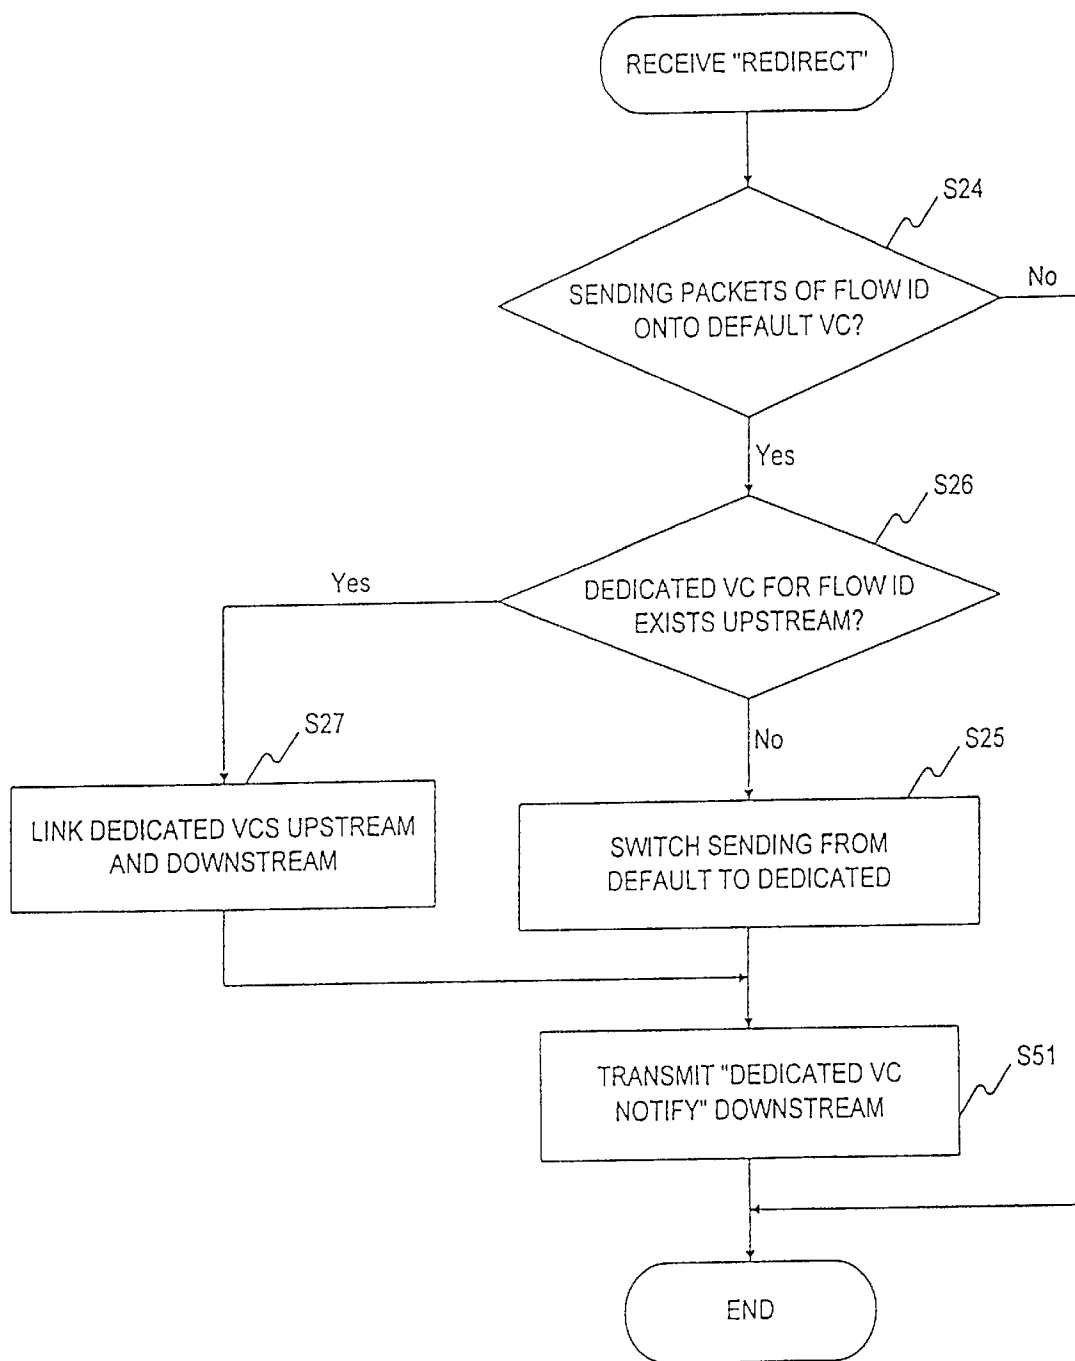 RECEIVE "REDIRECT"
S24
SENDING PACKETS OF FLOW ID
ONTO DEFAULT VC?
No
Yes
S26
DEDICATED VC FOR FLOW ID
EXISTS UPSTREAM?
Yes
No
S27
LINK DEDICATED VCS UPSTREAM
AND DOWNSTREAM
S25
SWITCH SENDING FROM
DEFAULT TO DEDICATED
S51
TRANSMIT "DEDICATED VC
NOTIFY" DOWNSTREAM
END